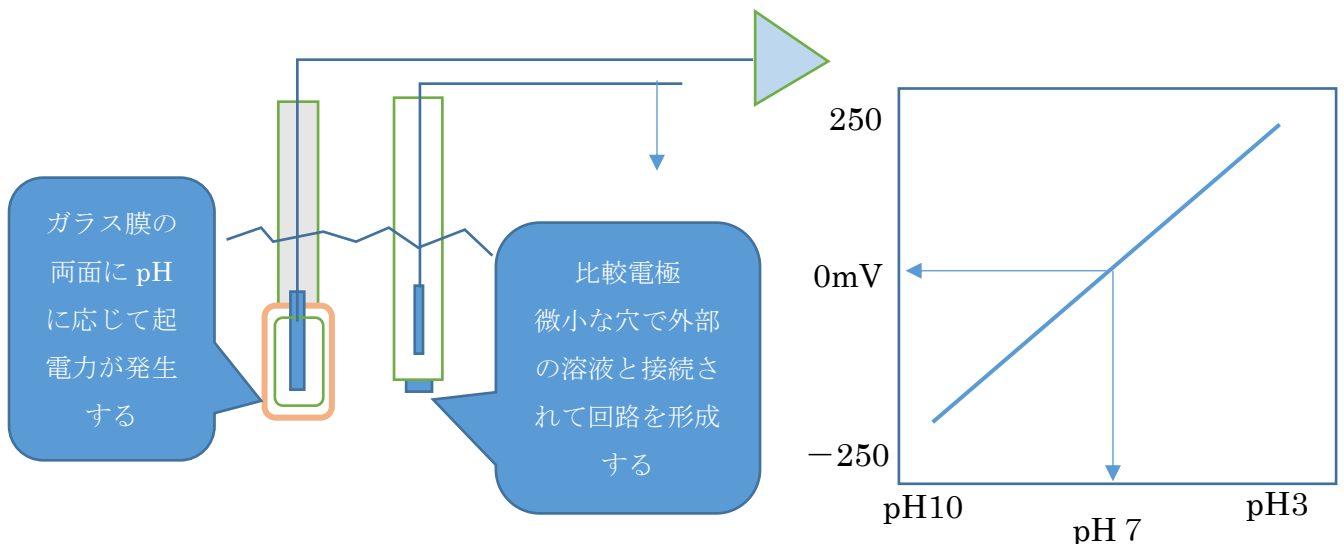 ガラス膜の
両面に pH
に応じて起
電力が発生
する
比較電極
微小な穴で外部
の溶液と接続さ
れて回路を形成
する
250
0mV
－250
pH10
pH７
pH3